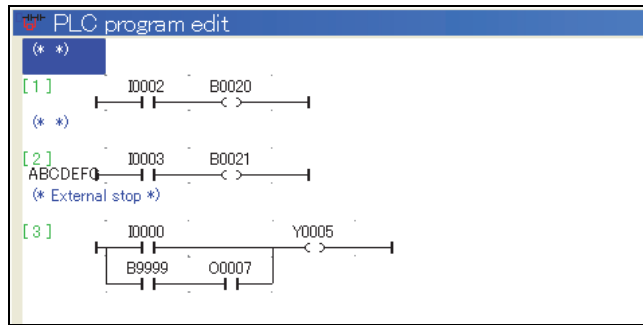 PLC program edit
(* *)
[1] I0002 B0020
(* *)
[2] I0003 B0021
ABCDEFG
(* External stop *)
[3] I0000 Y0005
B9999 O0007